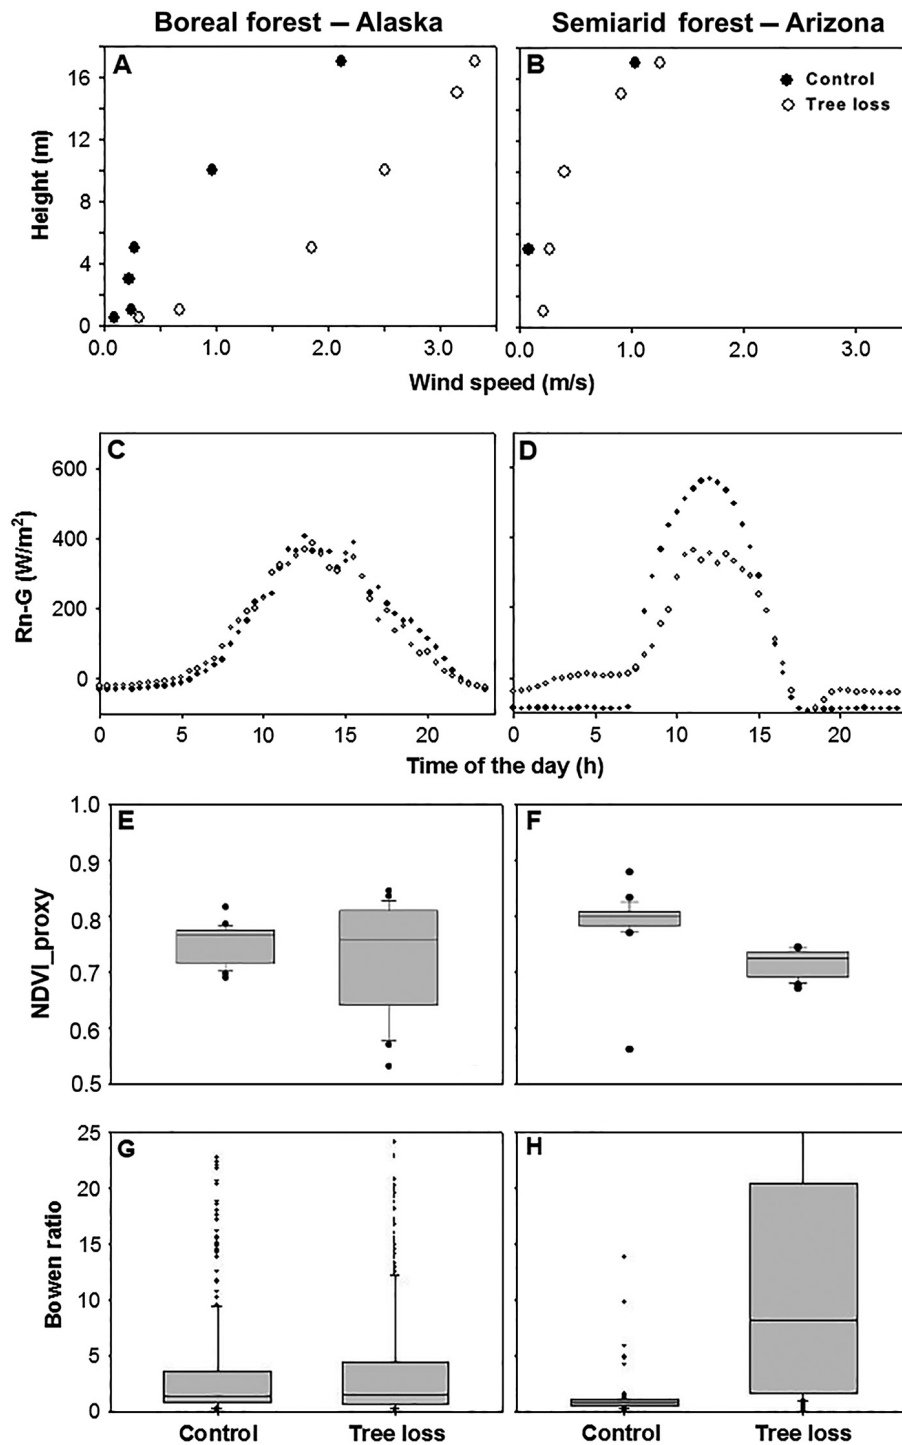 Boreal forest – Alaska
Semiarid forest – Arizona
A
B
Control
Tree loss
Height (m)
16
12
8
4
0
0.0 1.0 2.0 3.0
0.0 1.0 2.0 3.0
Wind speed (m/s)
C
D
Rn-G (W/m²)
600
400
200
0
0 5 10 15 20
0 5 10 15 20
Time of the day (h)
E
F
NDVI_proxy
1.0
0.9
0.8
0.7
0.6
0.5
G
H
Bowen ratio
25
20
15
10
5
0
Control Tree loss
Control Tree loss